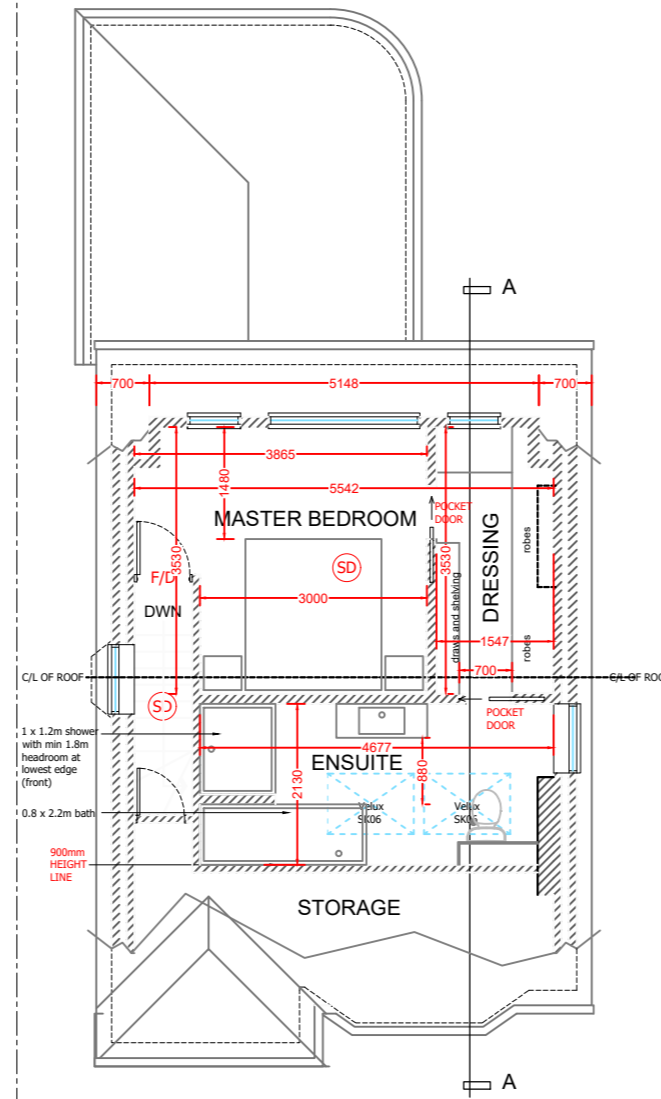 A
700
5148
700
3865
1480
5542
MASTER BEDROOM
POCKET
DOOR
DRESSING
robes
F/D
3530
SD
3530
DWN
3000
draws and shelving
1547
robes
700
C/L OF ROOF
C/L OF ROO
SD
POCKET
DOOR
1 x 1.2m shower
with min 1.8m
headroom at
lowest edge
(front)
4677
ENSUITE
2130
880
Velux
SK06
Velux
SK06
0.8 x 2.2m bath
900mm
HEIGHT
LINE
STORAGE
A